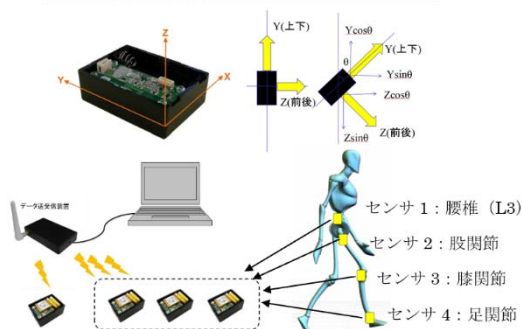 Z
Y
X
Y(上下)
Z(前後)
Ycosθ
θ
Y(上下)
Ysinθ
Zcosθ
Z(前後)
Zsinθ
データ送受信装置
センサ 1：腰椎（L3）
センサ 2：股関節
センサ 3：膝関節
センサ 4：足関節